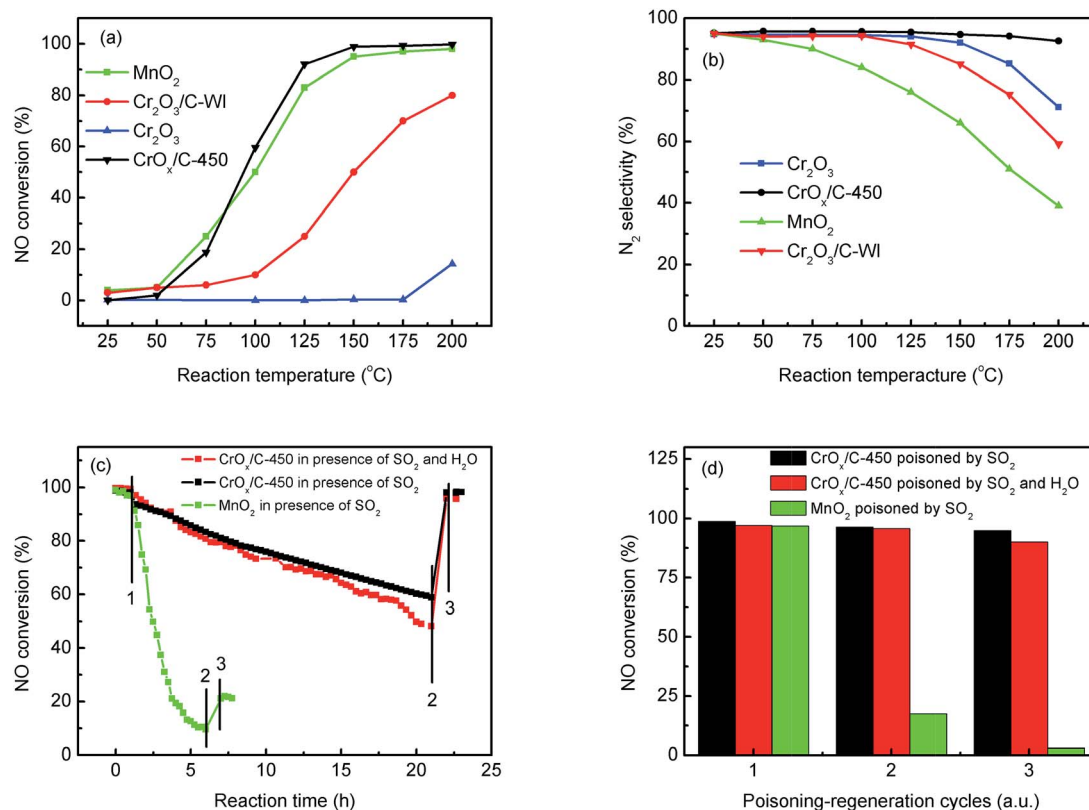 (a)
MnO2
Cr2O3/C-WI
Cr2O3
CrOx/C-450
NO conversion (%)
100
80
60
40
20
0
25 50 75 100 125 150 175 200
Reaction temperature (oC)
(b)
Cr2O3
CrOx/C-450
MnO2
Cr2O3/C-WI
N2 selectivity (%)
100
80
60
40
20
0
25 50 75 100 125 150 175 200
Reaction temperacture (oC)
(c)
CrOx/C-450 in presence of SO2 and H2O
CrOx/C-450 in presence of SO2
MnO2 in presence of SO2
NO conversion (%)
100
80
60
40
20
0
1
2
3
2
3
0 5 10 15 20 25
Reaction time (h)
(d)
CrOx/C-450 poisoned by SO2
CrOx/C-450 poisoned by SO2 and H2O
MnO2 poisoned by SO2
NO conversion (%)
125
100
75
50
25
0
1 2 3
Poisoning-regeneration cycles (a.u.)